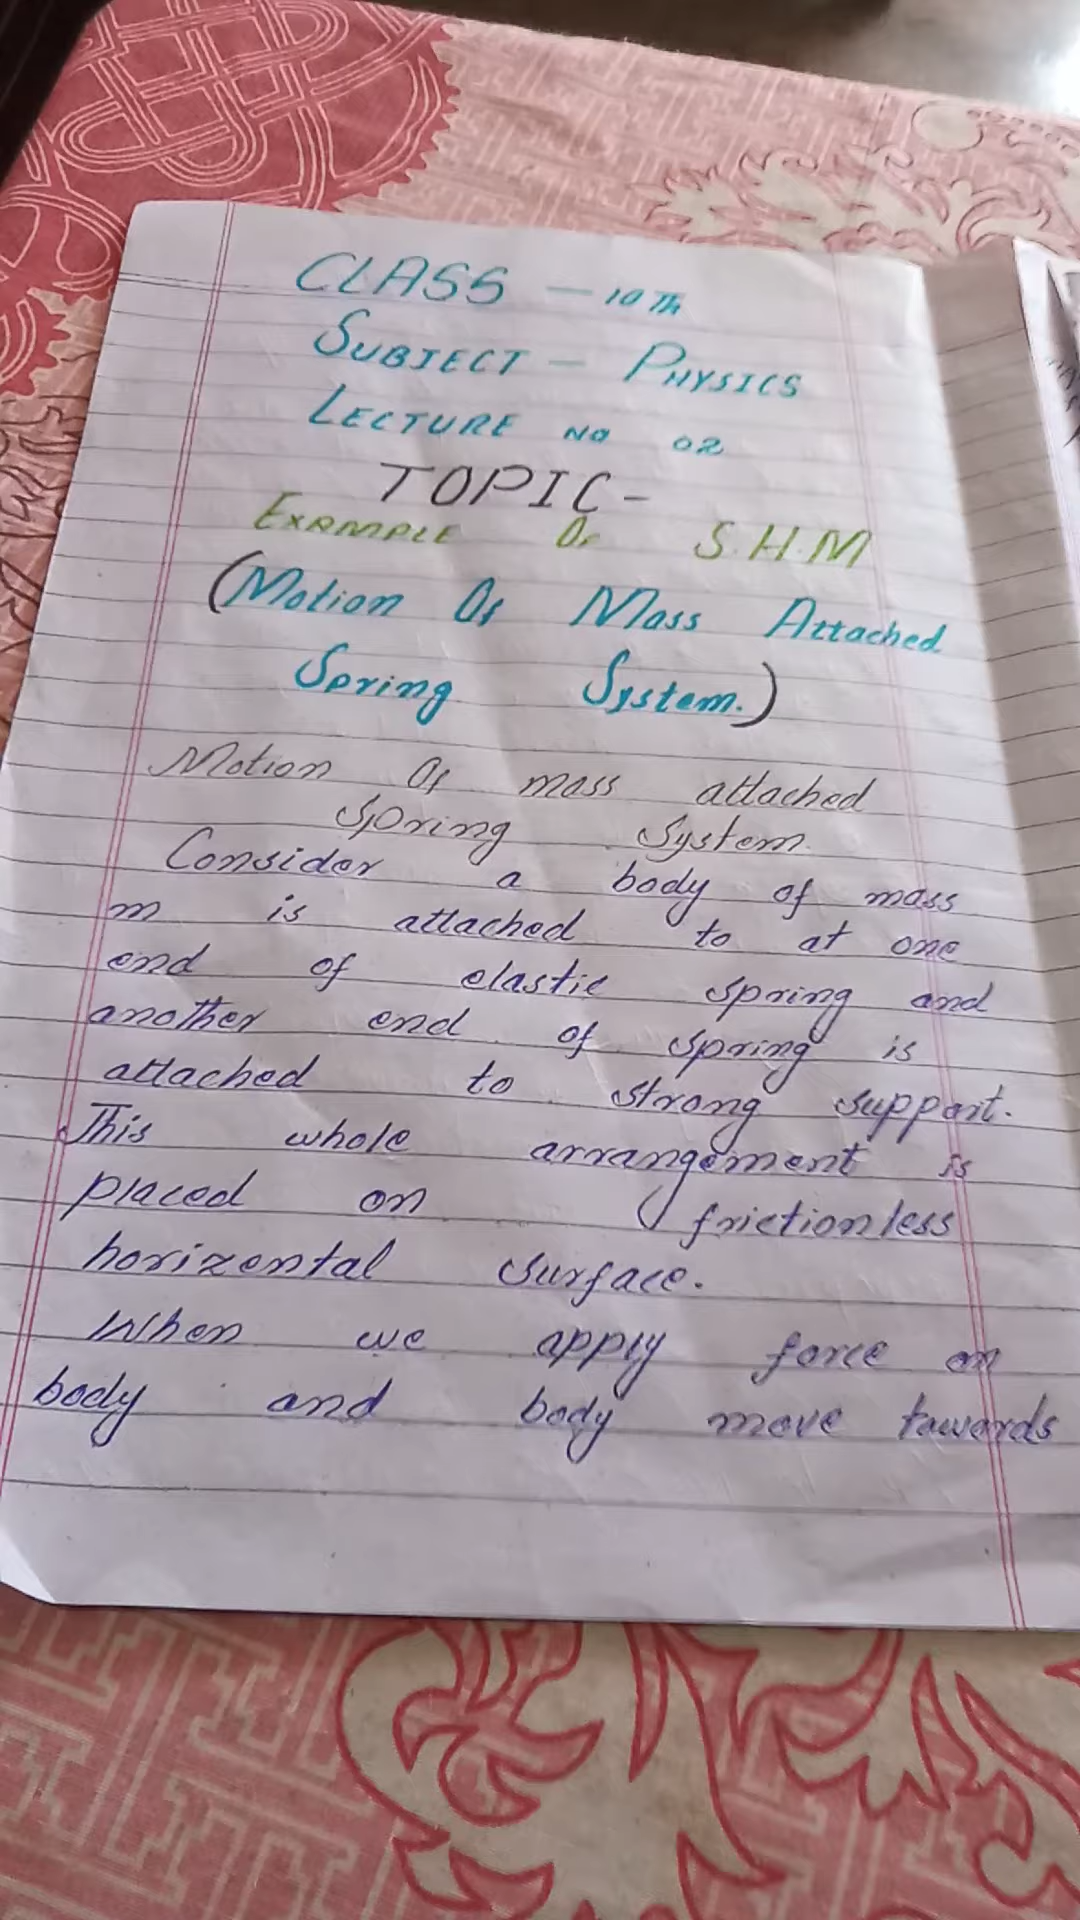 CLASS - 10Th
SUBJECT - PHYSICS
LECTURE NO 02
TOPIC-
EXAMPLE Of S.H.M
(Motion Of Mass Attached
Spring System.)
Motion Of mass attached
Spring System.
Consider a body of mass
m is attached to at one
end of elastic spring and
another end of spring is
attached to strong support.
This whole arrangement is
placed on frictionless
horizental surface.
When we apply force on
body and body move towards